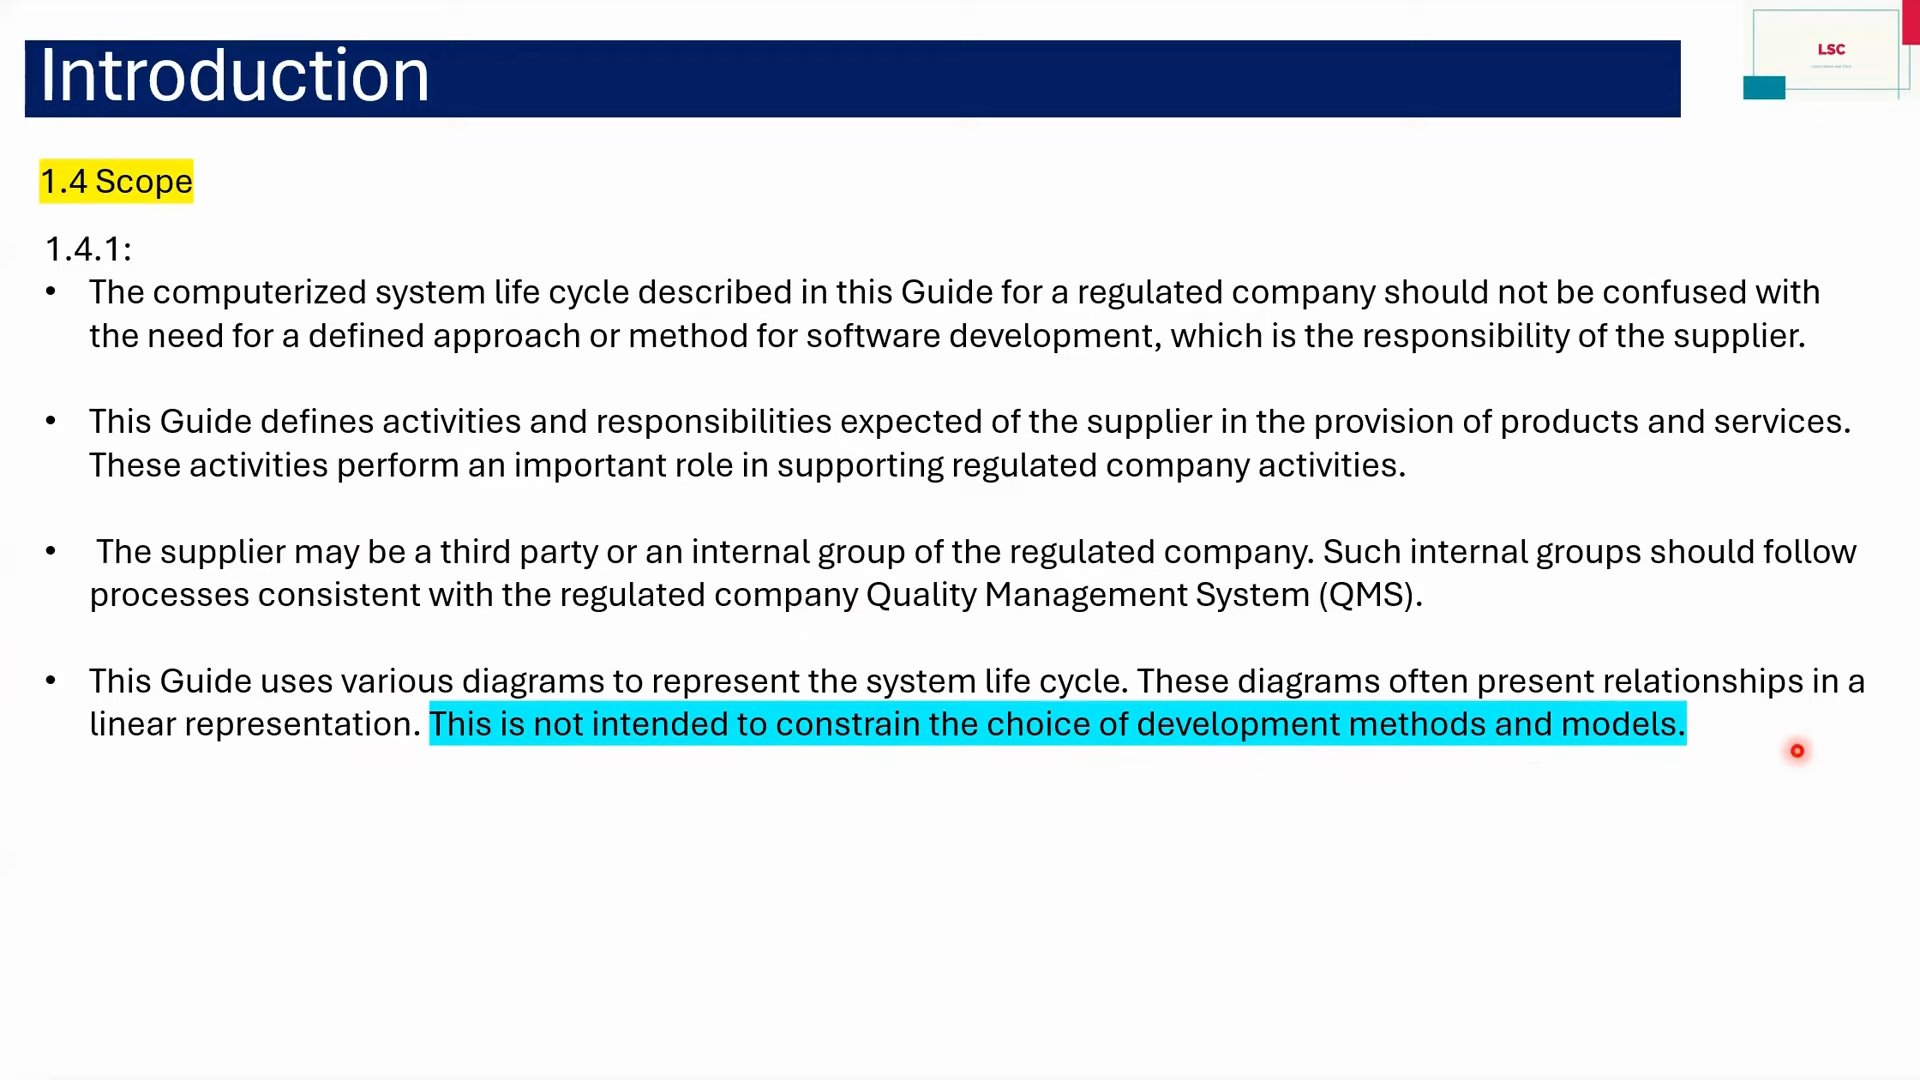 Introduction
LSC
1.4 Scope
1.4.1:
• The computerized system life cycle described in this Guide for a regulated company should not be confused with
the need for a defined approach or method for software development, which is the responsibility of the supplier.
• This Guide defines activities and responsibilities expected of the supplier in the provision of products and services.
These activities perform an important role in supporting regulated company activities.
• The supplier may be a third party or an internal group of the regulated company. Such internal groups should follow
processes consistent with the regulated company Quality Management System (QMS).
• This Guide uses various diagrams to represent the system life cycle. These diagrams often present relationships in a
linear representation. This is not intended to constrain the choice of development methods and models.